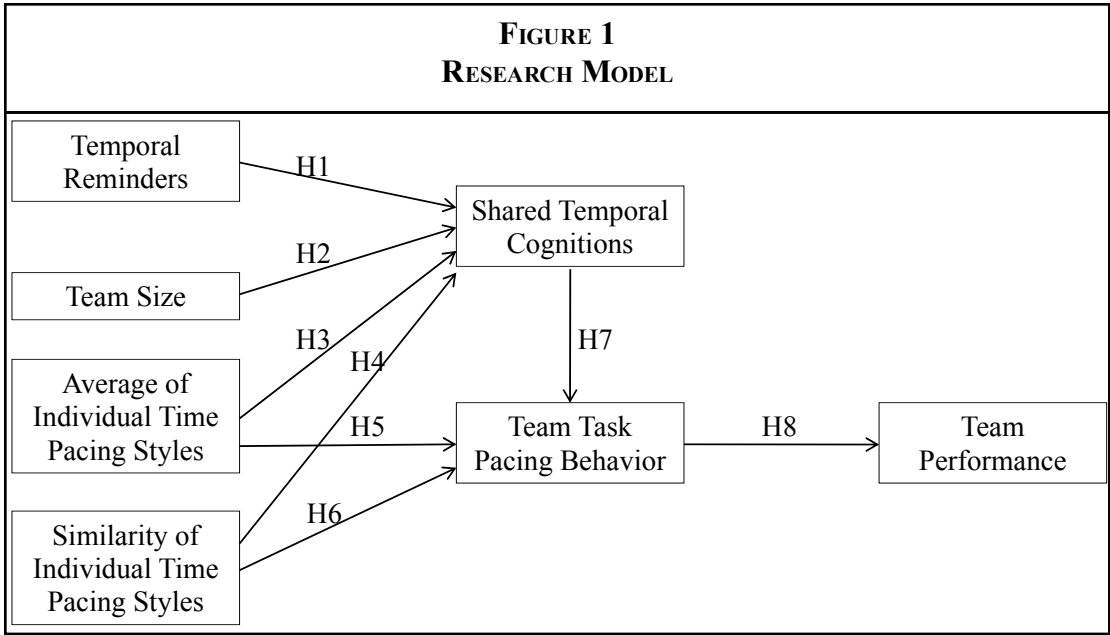 FIGURE 1
RESEARCH MODEL
Temporal
Reminders
H1
Shared Temporal
Cognitions
Team Size
H2
H3
H4
H7
Average of
Individual Time
Pacing Styles
H5
Team Task
Pacing Behavior
H8
Team
Performance
H6
Similarity of
Individual Time
Pacing Styles